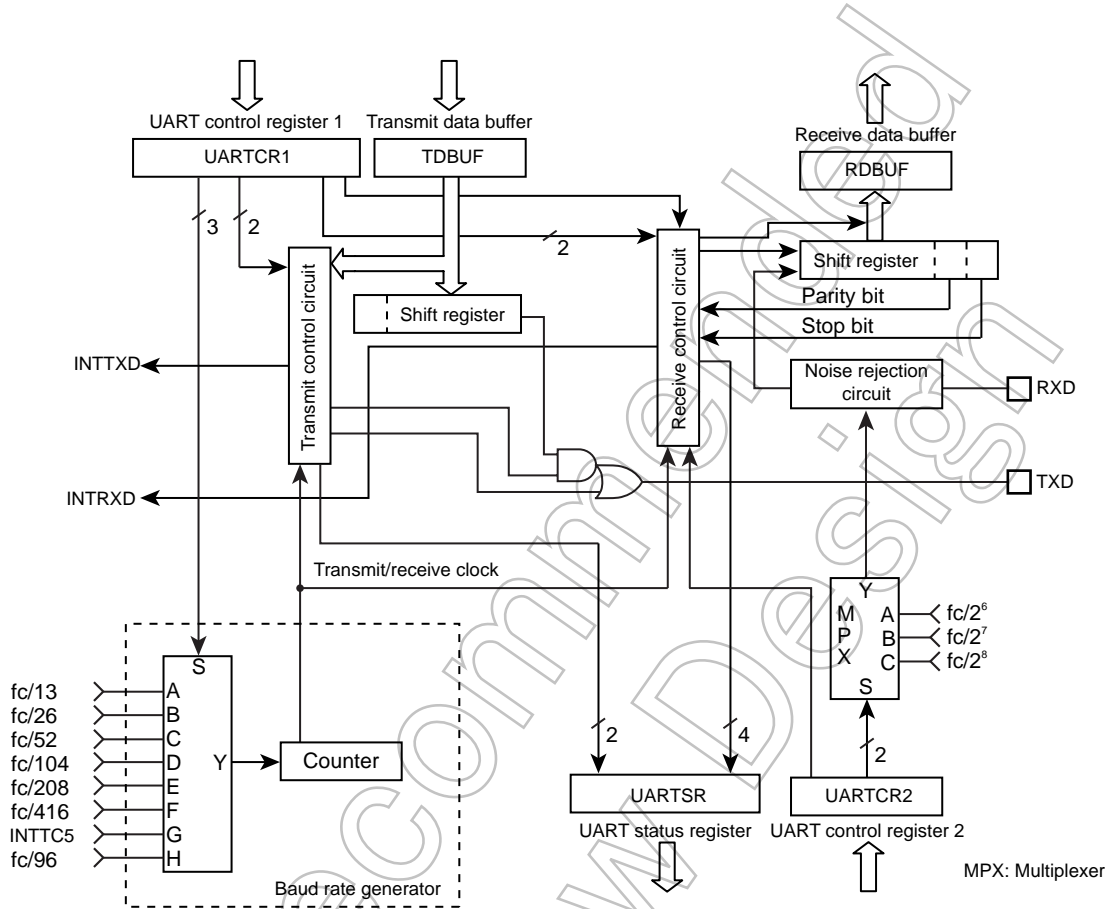 UART control register 1
Transmit data buffer
Receive data buffer
UARTCR1
TDBUF
RDBUF
3
2
2
Transmit control circuit
Shift register
Receive control circuit
Shift register
Parity bit
Stop bit
INTTXD
Noise rejection
circuit
RXD
INTRXD
TXD
Transmit/receive clock
Y
M
P
X
A
B
C
S
fc/2⁶
fc/2⁷
fc/2⁸
S
fc/13
fc/26
fc/52
fc/104
fc/208
fc/416
INTTC5
fc/96
A
B
C
D
E
F
G
H
Y
Counter
2
4
2
UARTSR
UARTCR2
UART status register
UART control register 2
Baud rate generator
MPX: Multiplexer
ecommended
w Design